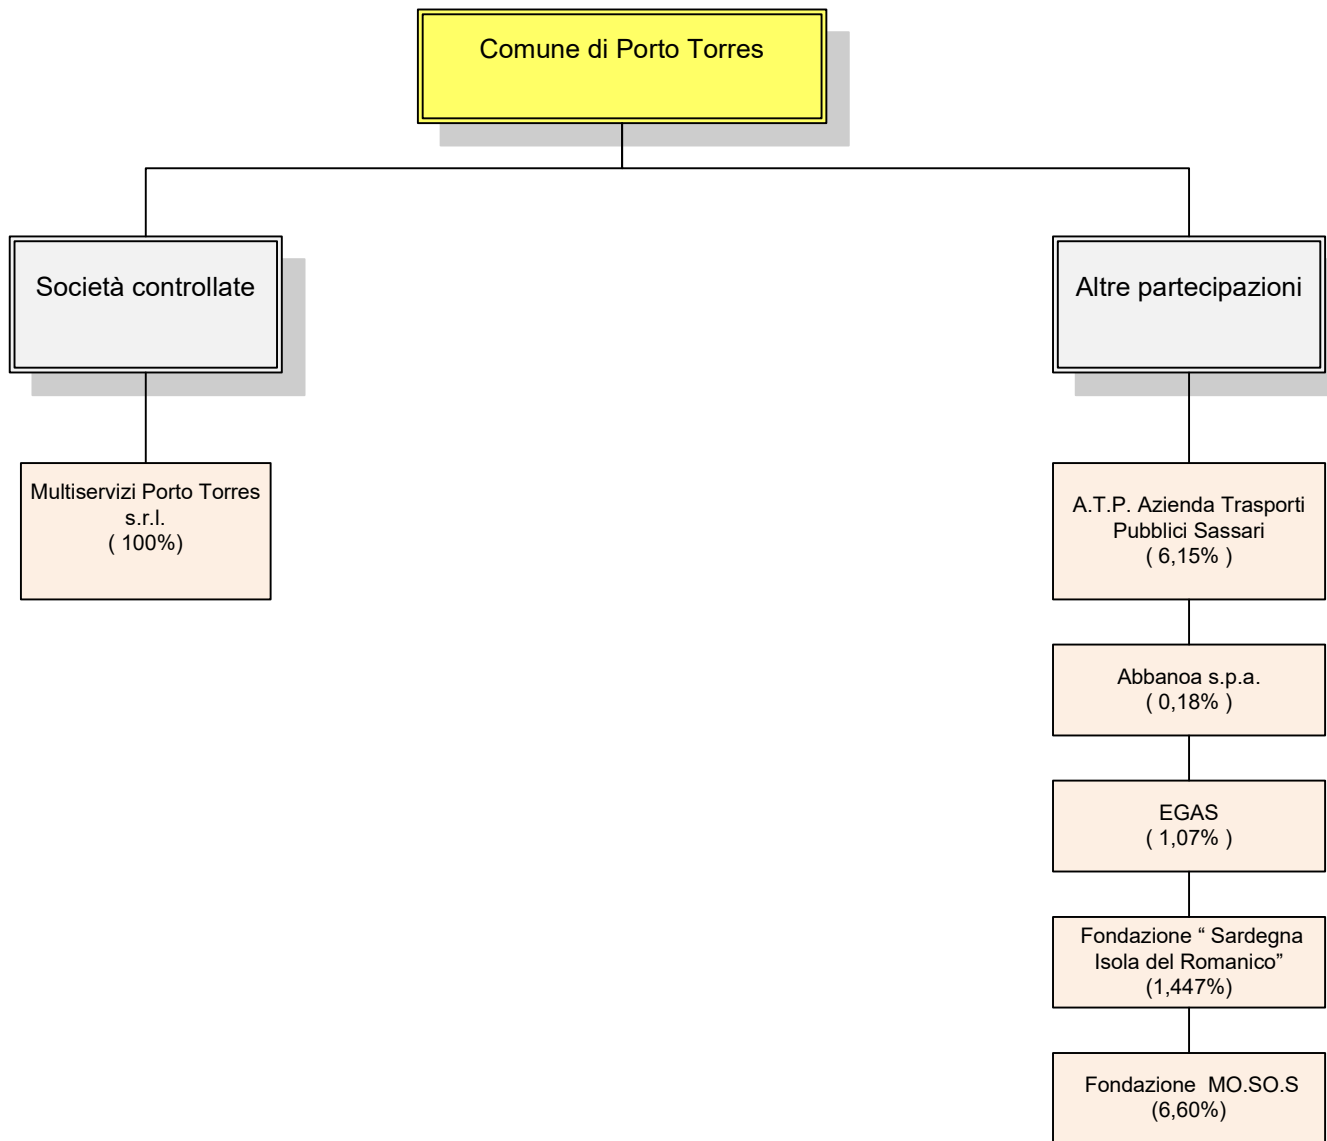 Comune di Porto Torres
Società controllate
Altre partecipazioni
Multiservizi Porto Torres
s.r.l.
( 100%)
A.T.P. Azienda Trasporti
Pubblici Sassari
( 6,15% )
Abbanoa s.p.a.
( 0,18% )
EGAS
( 1,07% )
Fondazione “ Sardegna
Isola del Romanico”
(1,447%)
Fondazione  MO.SO.S
(6,60%)